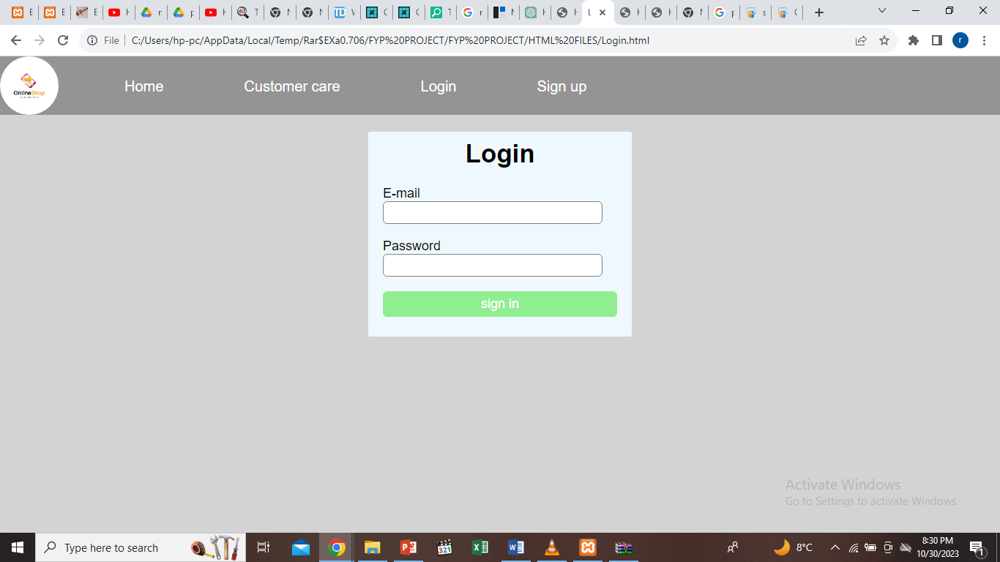 E
E
E
H
n
p
H
T
N
N
V
C
C
T
r
M
H
H
L
H
H
N
p
s
C
File
C:/Users/hp-pc/AppData/Local/Temp/Rar$EXa0.706/FYP%20PROJECT/FYP%20PROJECT/HTML%20FILES/Login.html
r
OnlineShop
Home
Customer care
Login
Sign up
Login
E-mail
Password
sign in
Activate Windows
Go to Settings to activate Windows.
Type here to search
321
8°C
8:30 PM
10/30/2023
1